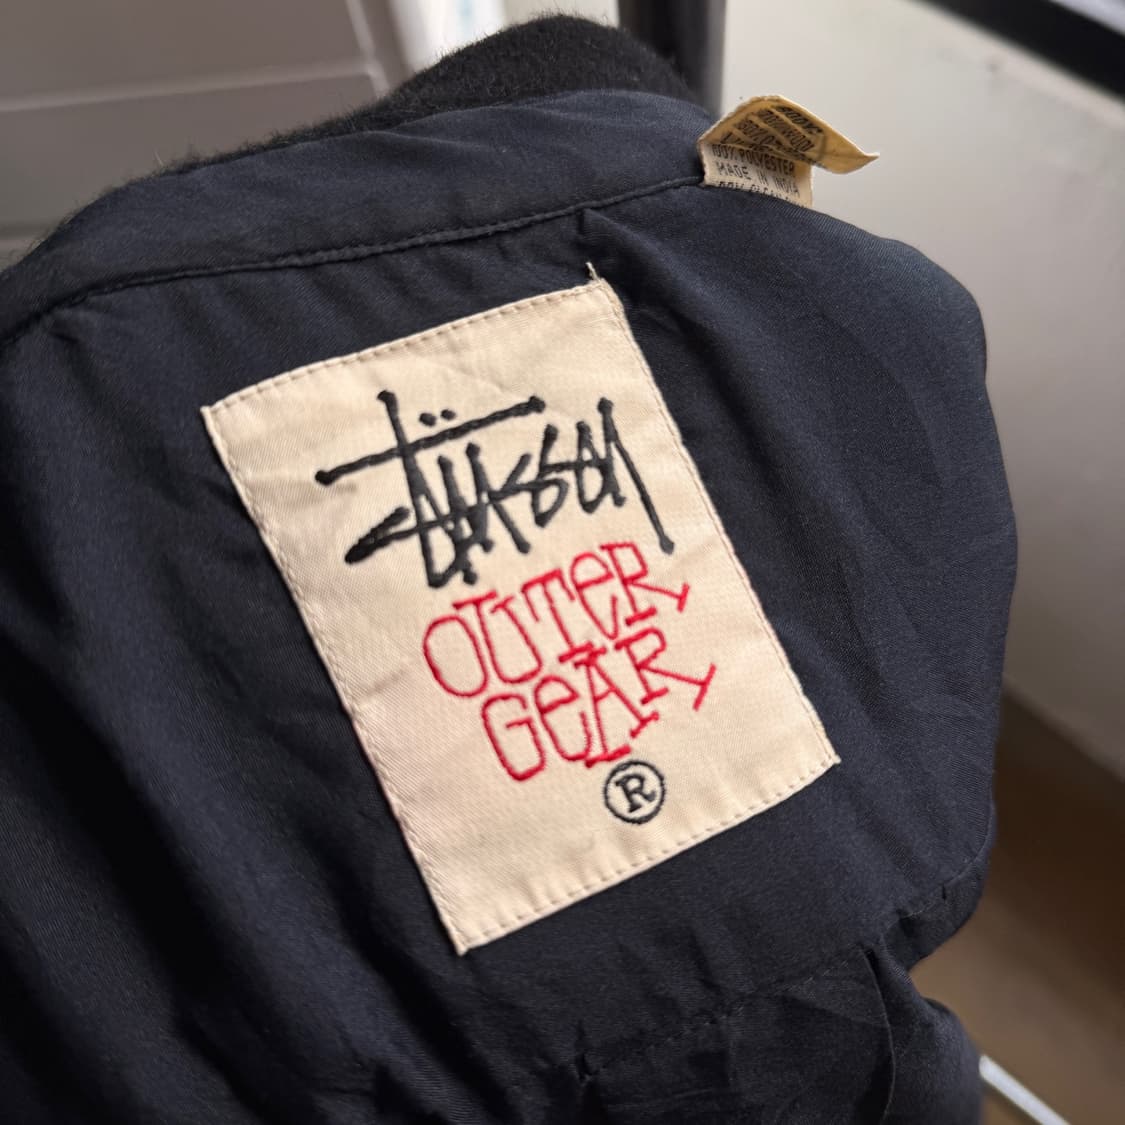 Stüssy
OUTER
GEAR
®
100% POLYESTER
MADE IN INDIA